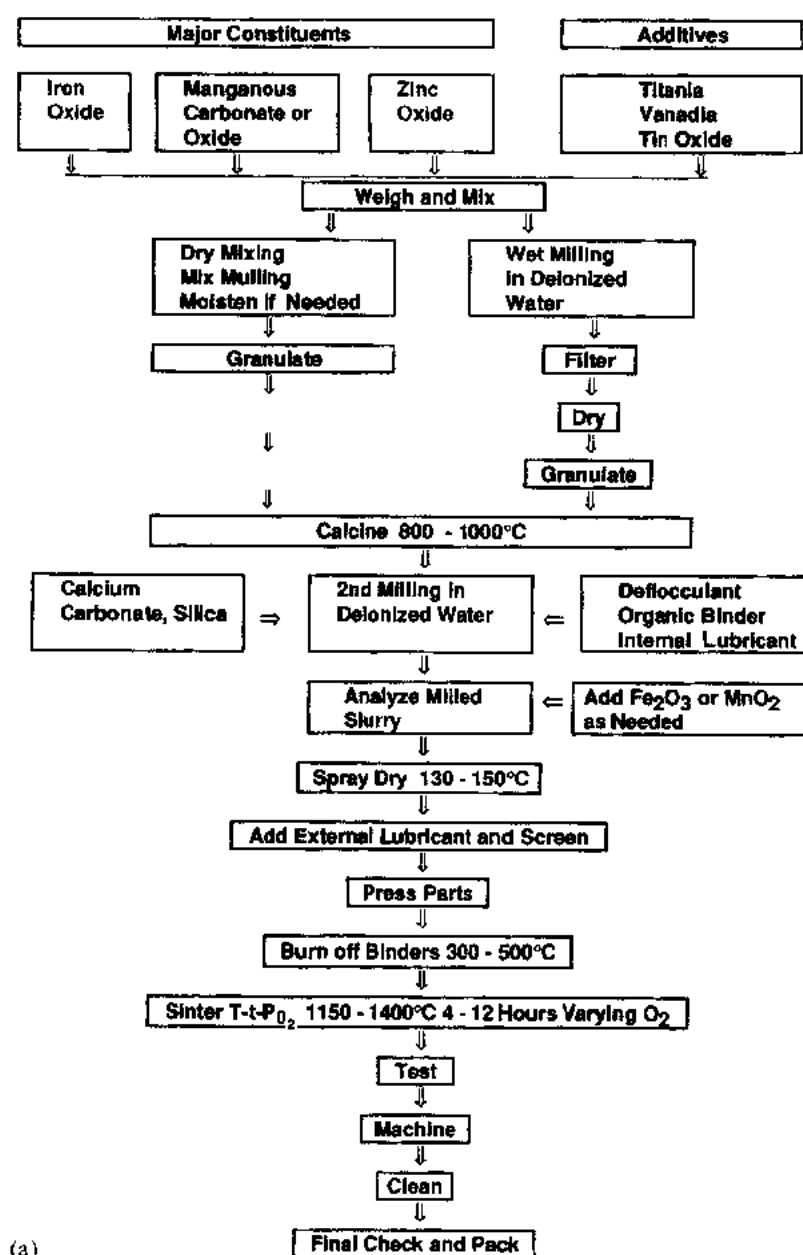 Major Constituents
Additives
Iron
Oxide
Manganous
Carbonate or
Oxide
Zinc
Oxide
Titania
Vanadia
Tin Oxide
Weigh and Mix
Dry Mixing
Mix Mulling
Moisten if Needed
Wet Milling
in Deionized
Water
Granulate
Filter
Dry
Granulate
Calcine 800 - 1000°C
Calcium
Carbonate, Silica
2nd Milling in
Deionized Water
Deflocculant
Organic Binder
Internal Lubricant
Analyze Milled
Slurry
Add Fe2O3 or MnO2
as Needed
Spray Dry 130 - 150°C
Add External Lubricant and Screen
Press Parts
Burn off Binders 300 - 500°C
Sinter T-t-P02 1150 - 1400°C 4 - 12 Hours Varying O2
Test
Machine
Clean
Final Check and Pack
(a)